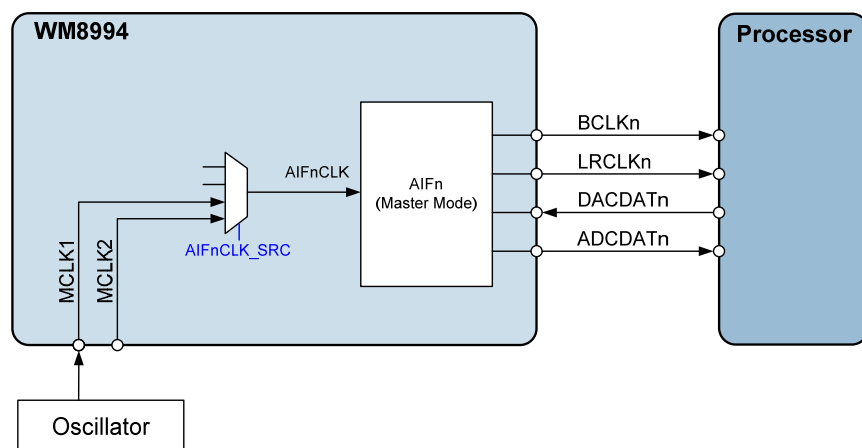 WM8994
Processor
BCLKn
LRCLKn
DACDATn
ADCDATn
AIFnCLK
AIFn
(Master Mode)
AIFnCLK_SRC
MCLK1
MCLK2
Oscillator